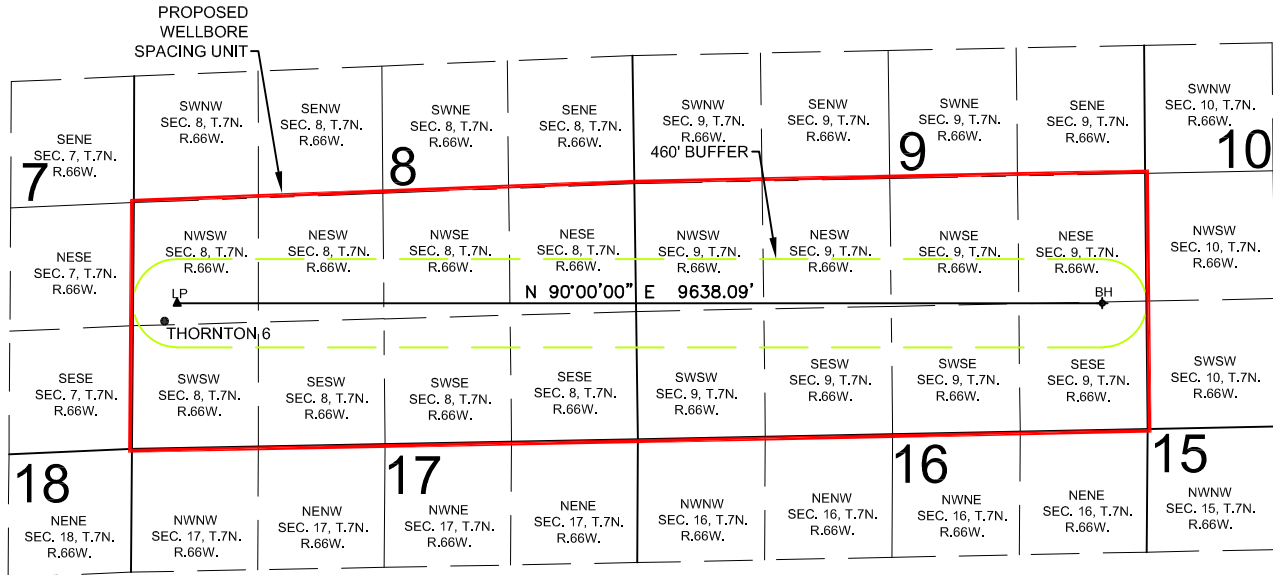 PROPOSED
WELLBORE
SPACING UNIT
SENE
SEC. 7, T.7N.
R.66W.
SWNW
SEC. 8, T.7N.
R.66W.
SENW
SEC. 8, T.7N.
R.66W.
SWNE
SEC. 8, T.7N.
R.66W.
SENE
SEC. 8, T.7N.
R.66W.
SWNW
SEC. 9, T.7N.
R.66W.
SENW
SEC. 9, T.7N.
R.66W.
SWNE
SEC. 9, T.7N.
R.66W.
SENE
SEC. 9, T.7N.
R.66W.
SWNW
SEC. 10, T.7N.
R.66W.
7
8
460' BUFFER
9
10
NESE
SEC. 7, T.7N.
R.66W.
NWSW
SEC. 8, T.7N.
R.66W.
NESW
SEC. 8, T.7N.
R.66W.
NWSE
SEC. 8, T.7N.
R.66W.
NESE
SEC. 8, T.7N.
R.66W.
NWSW
SEC. 9, T.7N.
R.66W.
NESW
SEC. 9, T.7N.
R.66W.
NWSE
SEC. 9, T.7N.
R.66W.
NESE
SEC. 9, T.7N.
R.66W.
NWSW
SEC. 10, T.7N.
R.66W.
LP
N 90°00'00" E 9638.09'
BH
THORNTON 6
SESE
SEC. 7, T.7N.
R.66W.
SWSW
SEC. 8, T.7N.
R.66W.
SESW
SEC. 8, T.7N.
R.66W.
SWSE
SEC. 8, T.7N.
R.66W.
SESE
SEC. 8, T.7N.
R.66W.
SWSW
SEC. 9, T.7N.
R.66W.
SESW
SEC. 9, T.7N.
R.66W.
SWSE
SEC. 9, T.7N.
R.66W.
SESE
SEC. 9, T.7N.
R.66W.
SWSW
SEC. 10, T.7N.
R.66W.
18
17
16
15
NENE
SEC. 18, T.7N.
R.66W.
NWNW
SEC. 17, T.7N.
R.66W.
NENW
SEC. 17, T.7N.
R.66W.
NWNE
SEC. 17, T.7N.
R.66W.
NENE
SEC. 17, T.7N.
R.66W.
NWNW
SEC. 16, T.7N.
R.66W.
NENW
SEC. 16, T.7N.
R.66W.
NWNE
SEC. 16, T.7N.
R.66W.
NENE
SEC. 16, T.7N.
R.66W.
NWNW
SEC. 15, T.7N.
R.66W.